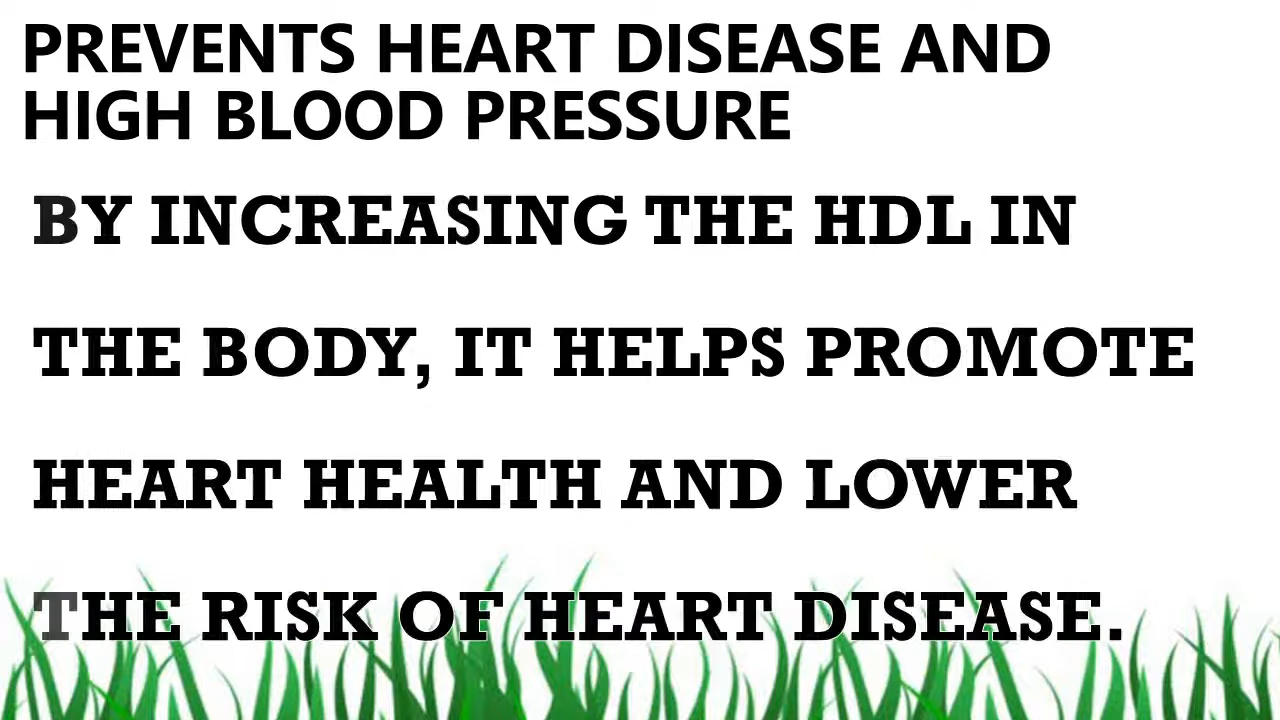 PREVENTS HEART DISEASE AND
HIGH BLOOD PRESSURE
BY INCREASING THE HDL IN
THE BODY, IT HELPS PROMOTE
HEART HEALTH AND LOWER
THE RISK OF HEART DISEASE.